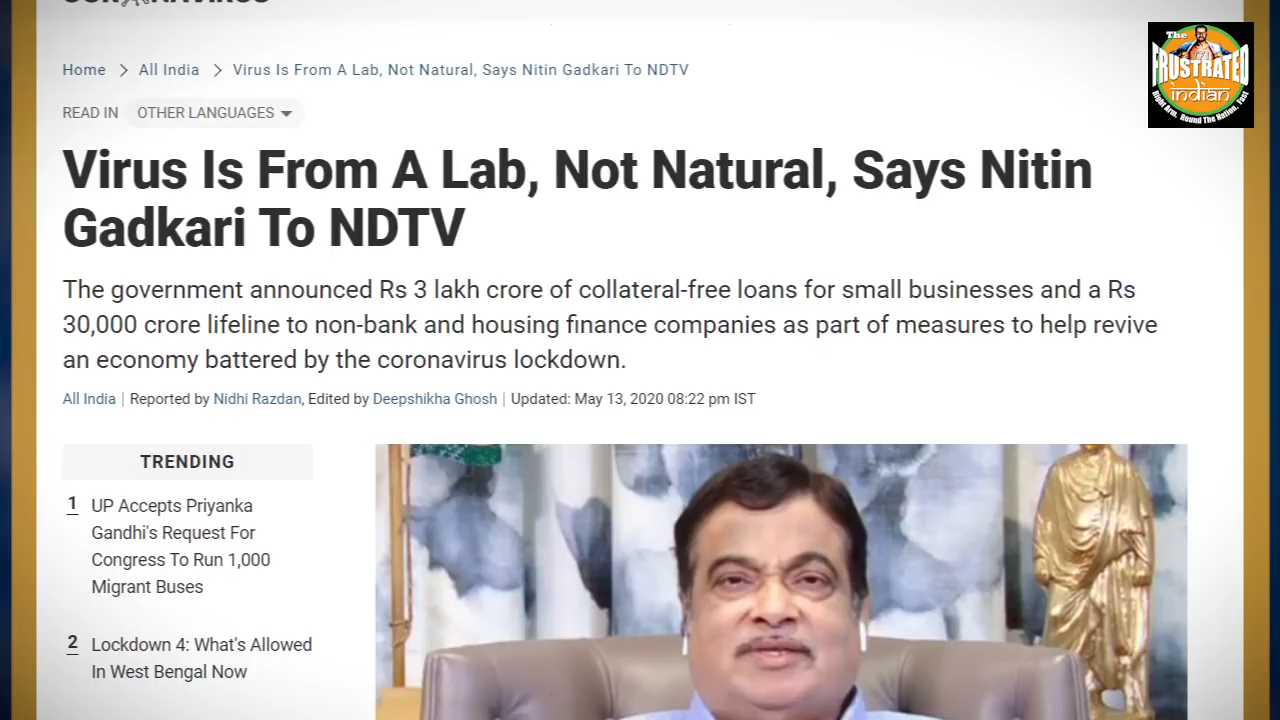 The
FRUSTRATED
indian
Right Arm, Round The Nation, Fast
Home > All India > Virus Is From A Lab, Not Natural, Says Nitin Gadkari To NDTV
READ IN OTHER LANGUAGES
Virus Is From A Lab, Not Natural, Says Nitin
Gadkari To NDTV
The government announced Rs 3 lakh crore of collateral-free loans for small businesses and a Rs
30,000 crore lifeline to non-bank and housing finance companies as part of measures to help revive
an economy battered by the coronavirus lockdown.
All India | Reported by Nidhi Razdan, Edited by Deepshikha Ghosh | Updated: May 13, 2020 08:22 pm IST
TRENDING
1 UP Accepts Priyanka
Gandhi's Request For
Congress To Run 1,000
Migrant Buses
2 Lockdown 4: What's Allowed
In West Bengal Now